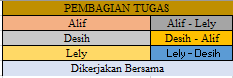 PEMBAGIAN TUGAS
Alif Alif - Lely
Desih Desih - Alif
Lely Lely - Desih
Dikerjakan Bersama